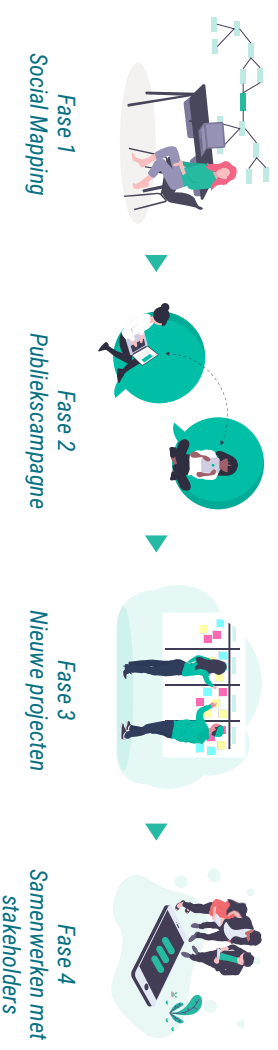 Fase 1
Social Mapping
Fase 2
Publiekscampagne
Fase 3
Nieuwe projecten
Fase 4
Samenwerken met
stakeholders